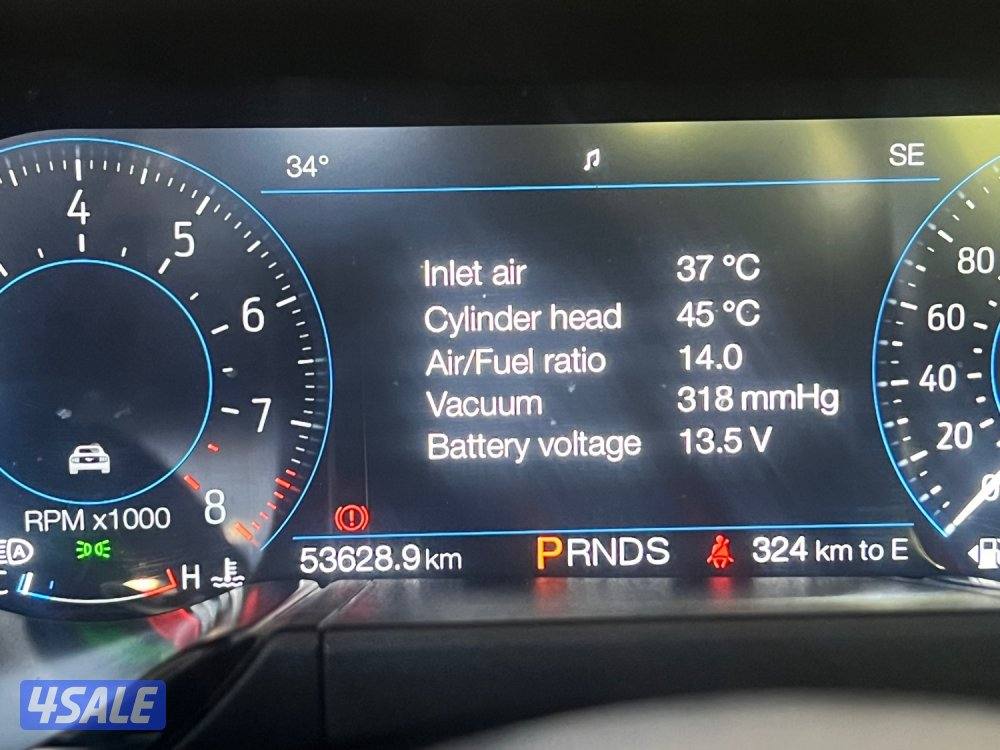 34° SE
4
5
6
7
8
RPM x1000
Inlet air 37 °C
Cylinder head 45 °C
Air/Fuel ratio 14.0
Vacuum 318 mmHg
Battery voltage 13.5 V
80
60
40
20
0
A
C H
53628.9 km PRNDS 324 km to E
4SALE